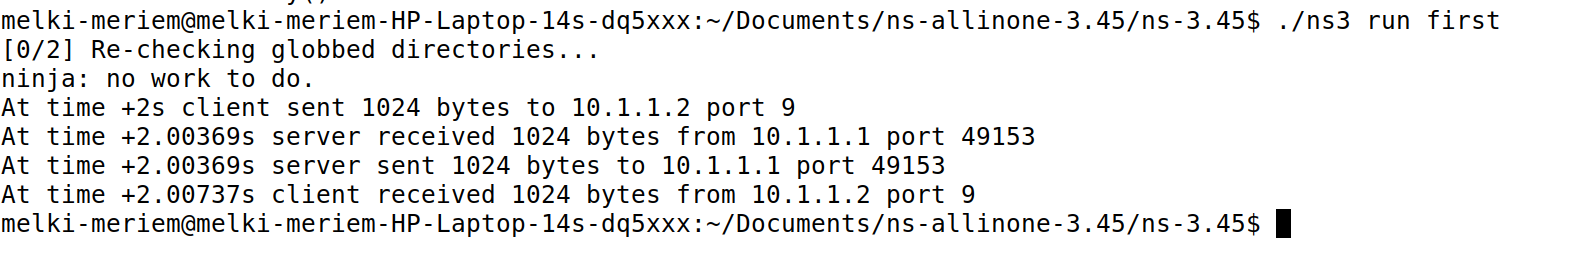 melki-meriem@melki-meriem-HP-Laptop-14s-dq5xxx:~/Documents/ns-allinone-3.45/ns-3.45$ ./ns3 run first
[0/2] Re-checking globbed directories...
ninja: no work to do.
At time +2s client sent 1024 bytes to 10.1.1.2 port 9
At time +2.00369s server received 1024 bytes from 10.1.1.1 port 49153
At time +2.00369s server sent 1024 bytes to 10.1.1.1 port 49153
At time +2.00737s client received 1024 bytes from 10.1.1.2 port 9
melki-meriem@melki-meriem-HP-Laptop-14s-dq5xxx:~/Documents/ns-allinone-3.45/ns-3.45$